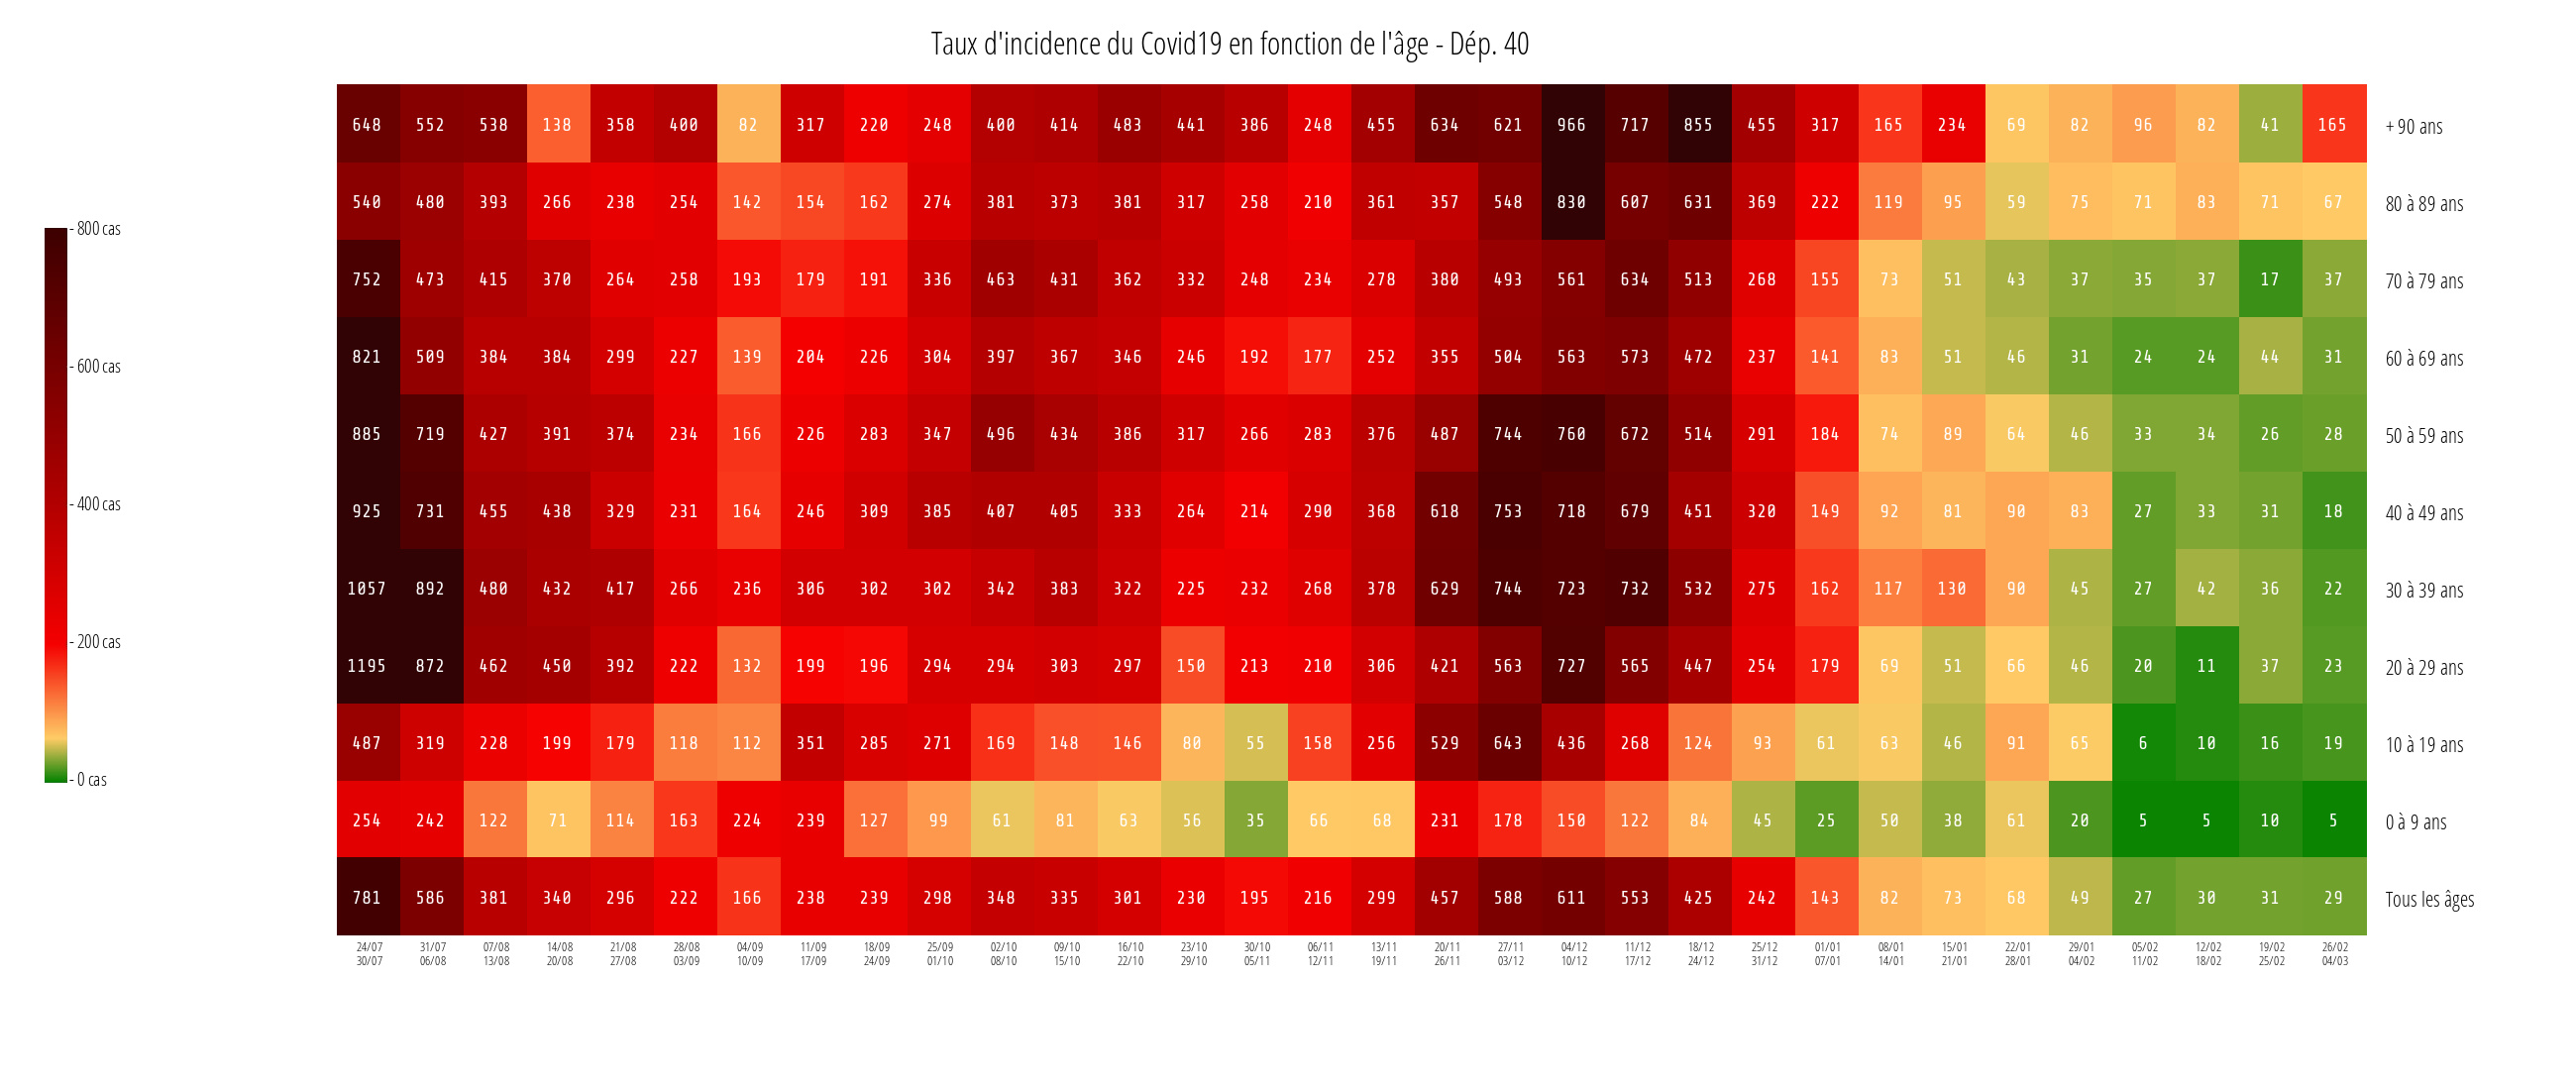 Taux d'incidence du Covid19 en fonction de l'âge - Dép. 40
- 800 cas
- 600 cas
- 400 cas
- 200 cas
- 0 cas
648 552 538 138 358 400 82 317 220 248 400 414 483 441 386 248 455 634 621 966 717 855 455 317 165 234 69 82 96 82 41 165 + 90 ans
540 480 393 266 238 254 142 154 162 274 381 373 381 317 258 210 361 357 548 830 607 631 369 222 119 95 59 75 71 83 71 67 80 à 89 ans
752 473 415 370 264 258 193 179 191 336 463 431 362 332 248 234 278 380 493 561 634 513 268 155 73 51 43 37 35 37 17 37 70 à 79 ans
821 509 384 384 299 227 139 204 226 304 397 367 346 246 192 177 252 355 504 563 573 472 237 141 83 51 46 31 24 24 44 31 60 à 69 ans
885 719 427 391 374 234 166 226 283 347 496 434 386 317 266 283 376 487 744 760 672 514 291 184 74 89 64 46 33 34 26 28 50 à 59 ans
925 731 455 438 329 231 164 246 309 385 407 405 333 264 214 290 368 618 753 718 679 451 320 149 92 81 90 83 27 33 31 18 40 à 49 ans
1057 892 480 432 417 266 236 306 302 302 342 383 322 225 232 268 378 629 744 723 732 532 275 162 117 130 90 45 27 42 36 22 30 à 39 ans
1195 872 462 450 392 222 132 199 196 294 294 303 297 150 213 210 306 421 563 727 565 447 254 179 69 51 66 46 20 11 37 23 20 à 29 ans
487 319 228 199 179 118 112 351 285 271 169 148 146 80 55 158 256 529 643 436 268 124 93 61 63 46 91 65 6 10 16 19 10 à 19 ans
254 242 122 71 114 163 224 239 127 99 61 81 63 56 35 66 68 231 178 150 122 84 45 25 50 38 61 20 5 5 10 5 0 à 9 ans
781 586 381 340 296 222 166 238 239 298 348 335 301 230 195 216 299 457 588 611 553 425 242 143 82 73 68 49 27 30 31 29 Tous les âges
24/07 31/07 07/08 14/08 21/08 28/08 04/09 11/09 18/09 25/09 02/10 09/10 16/10 23/10 30/10 06/11 13/11 20/11 27/11 04/12 11/12 18/12 25/12 01/01 08/01 15/01 22/01 29/01 05/02 12/02 19/02 26/02
30/07 06/08 13/08 20/08 27/08 03/09 10/09 17/09 24/09 01/10 08/10 15/10 22/10 29/10 05/11 12/11 19/11 26/11 03/12 10/12 17/12 24/12 31/12 07/01 14/01 21/01 28/01 04/02 11/02 18/02 25/02 04/03